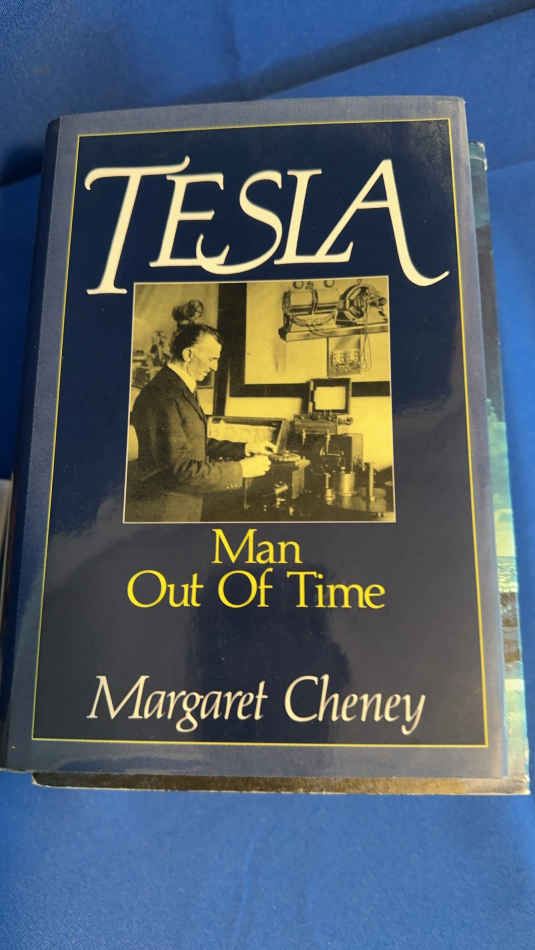 TESLA
Man
Out Of Time
Margaret Cheney